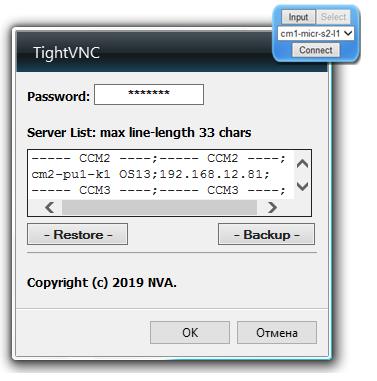 Input Select
cm1-micr-s2-l1
Connect
TightVNC
Password: *******
Server List: max line-length 33 chars
----- CCM2 ----;----- CCM2 ----;
cm2-pu1-k1 OS13;192.168.12.81;
----- CCM3 ----;----- CCM3 ----;
- Restore - - Backup -
Copyright (c) 2019 NVA.
OK Отмена